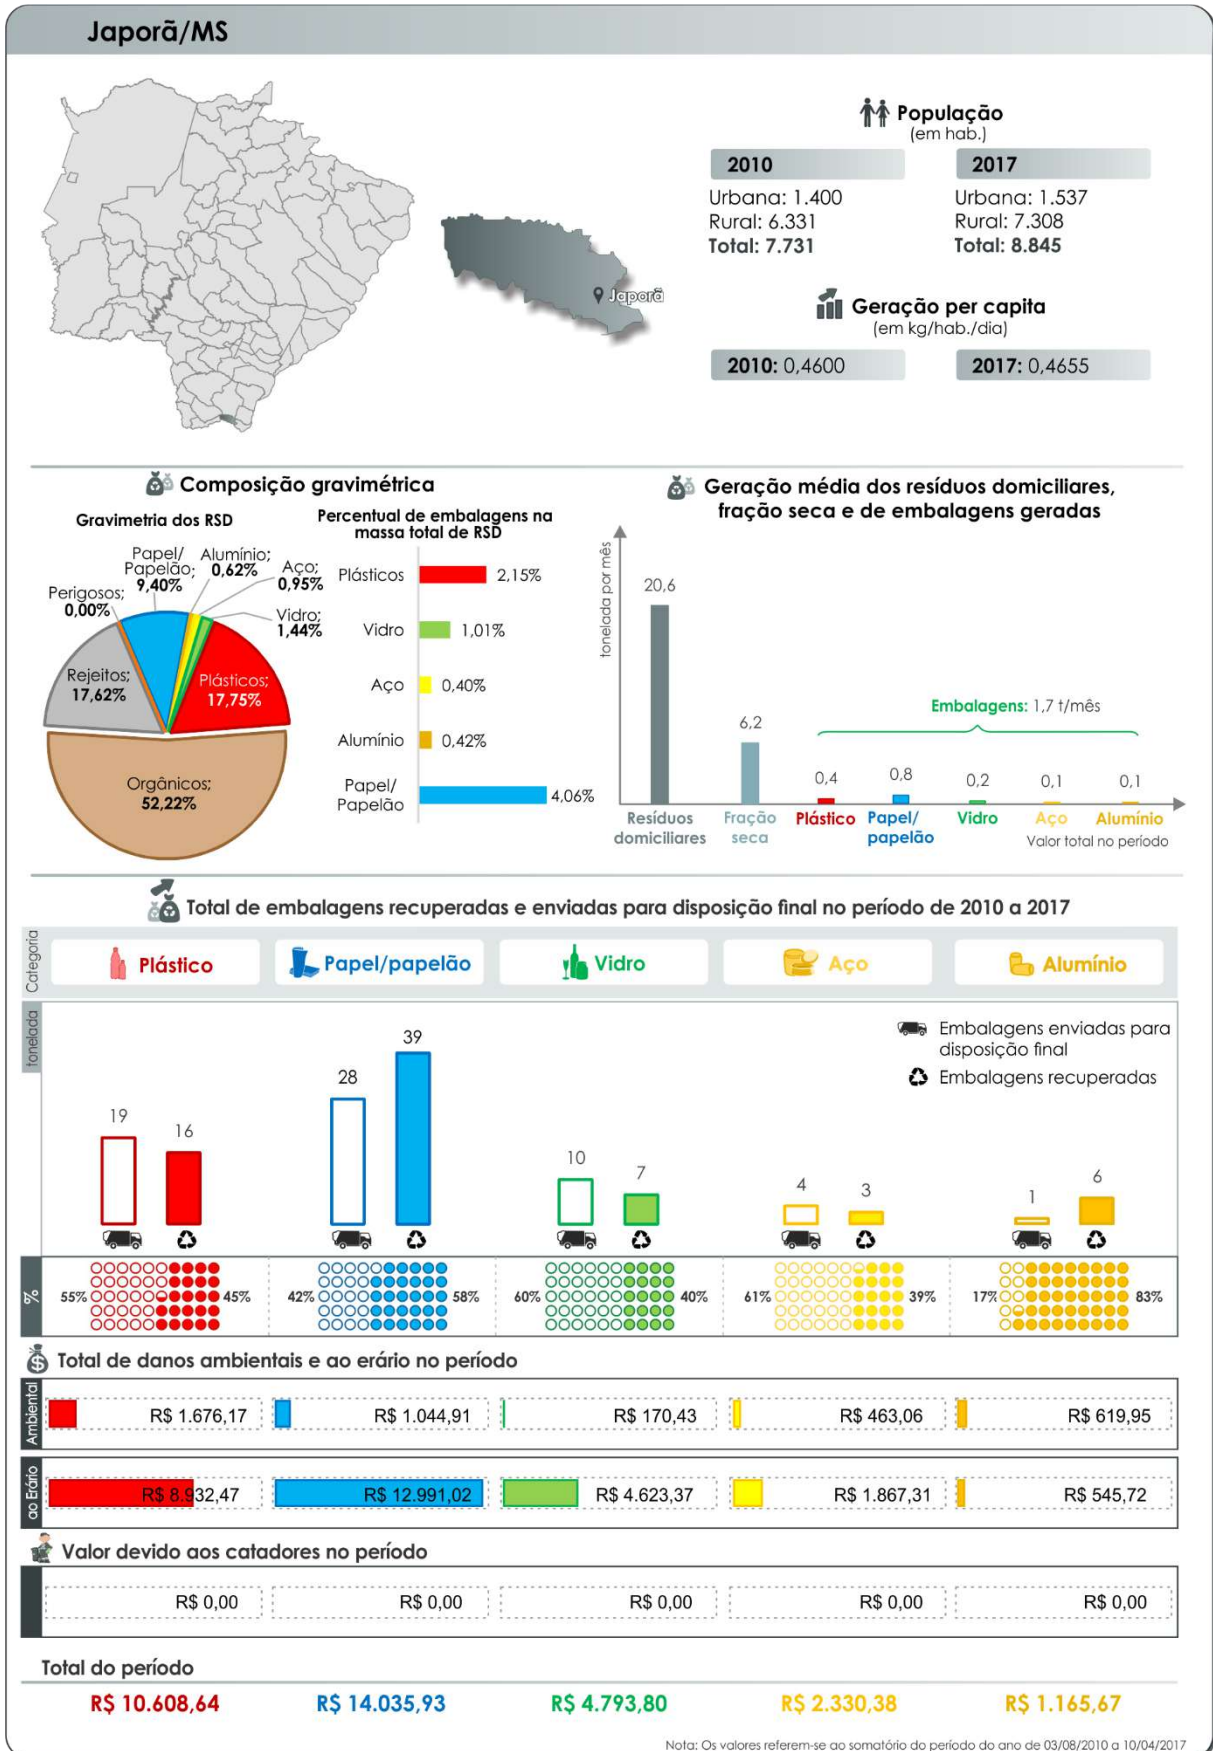 Japorã/MS
População
(em hab.)
2010
2017
Urbana: 1.400
Rural: 6.331
Total: 7.731
Urbana: 1.537
Rural: 7.308
Total: 8.845
Japorã
Geração per capita
(em kg/hab./dia)
2010: 0,4600
2017: 0,4655
Composição gravimétrica
Gravimetria dos RSD
Papel/
Papelão;
9,40%
Alumínio;
0,62%
Aço;
0,95%
Vidro;
1,44%
Perigosos;
0,00%
Rejeitos;
17,62%
Plásticos;
17,75%
Orgânicos;
52,22%
Percentual de embalagens na
massa total de RSD
Plásticos
2,15%
Vidro
1,01%
Aço
0,40%
Alumínio
0,42%
Papel/
Papelão
4,06%
Geração média dos resíduos domiciliares,
fração seca e de embalagens geradas
tonelada por mês
20,6
6,2
Embalagens: 1,7 t/mês
0,4
0,8
0,2
0,1
0,1
Resíduos
domiciliares
Fração
seca
Plástico
Papel/
papelão
Vidro
Aço
Alumínio
Valor total no período
Total de embalagens recuperadas e enviadas para disposição final no período de 2010 a 2017
Categoria
Plástico
Papel/papelão
Vidro
Aço
Alumínio
tonelada
Embalagens enviadas para
disposição final
Embalagens recuperadas
19
16
28
39
10
7
4
3
1
6
%
55%
45%
42%
58%
60%
40%
61%
39%
17%
83%
Total de danos ambientais e ao erário no período
Ambiental
R$ 1.676,17
R$ 1.044,91
R$ 170,43
R$ 463,06
R$ 619,95
ao Erário
R$ 8.932,47
R$ 12.991,02
R$ 4.623,37
R$ 1.867,31
R$ 545,72
Valor devido aos catadores no período
R$ 0,00
R$ 0,00
R$ 0,00
R$ 0,00
R$ 0,00
Total do período
R$ 10.608,64
R$ 14.035,93
R$ 4.793,80
R$ 2.330,38
R$ 1.165,67
Nota: Os valores referem-se ao somatório do período do ano de 03/08/2010 a 10/04/2017